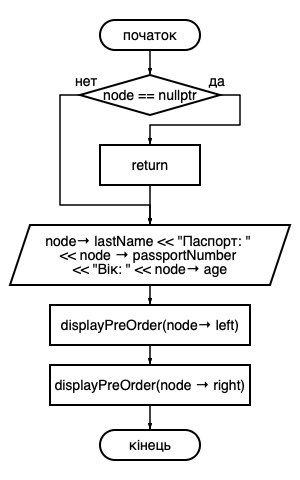 початок
нет
да
node == nullptr
return
node→ lastName << "Паспорт: "
<< node → passportNumber
<< "Вік: " << node→ age
displayPreOrder(node→ left)
displayPreOrder(node → right)
кінець